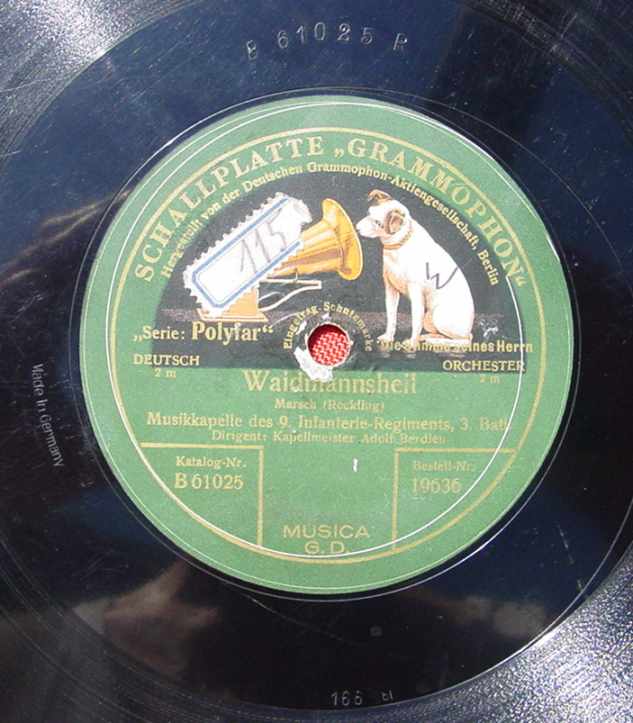 B 61025 R
SCHALLPLATTE „GRAMMOPHON“
Hergestellt von der Deutschen Grammophon-Aktiengesellschaft, Berlin
115
W
„Serie: Polyfar“
Eingetrag. Schutzmarke
Die Stimme seines Herrn
DEUTSCH
2 m
ORCHESTER
2 m
Waidmannsheil
Marsch (Reckling)
Musikkapelle des 9. Infanterie-Regiments, 3. Batl.
Dirigent: Kapellmeister Adolf Berdien
Katalog-Nr.
B 61025
Bestell-Nr.
19636
MUSICA
G. D.
Made in Germany
166